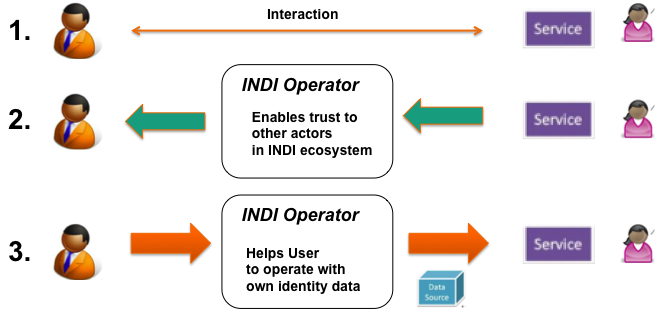 1.
Interaction
Service
2.
INDI Operator
Enables trust to
other actors
in INDI ecosystem
Service
3.
INDI Operator
Helps User
to operate with
own identity data
Service
Data
Source